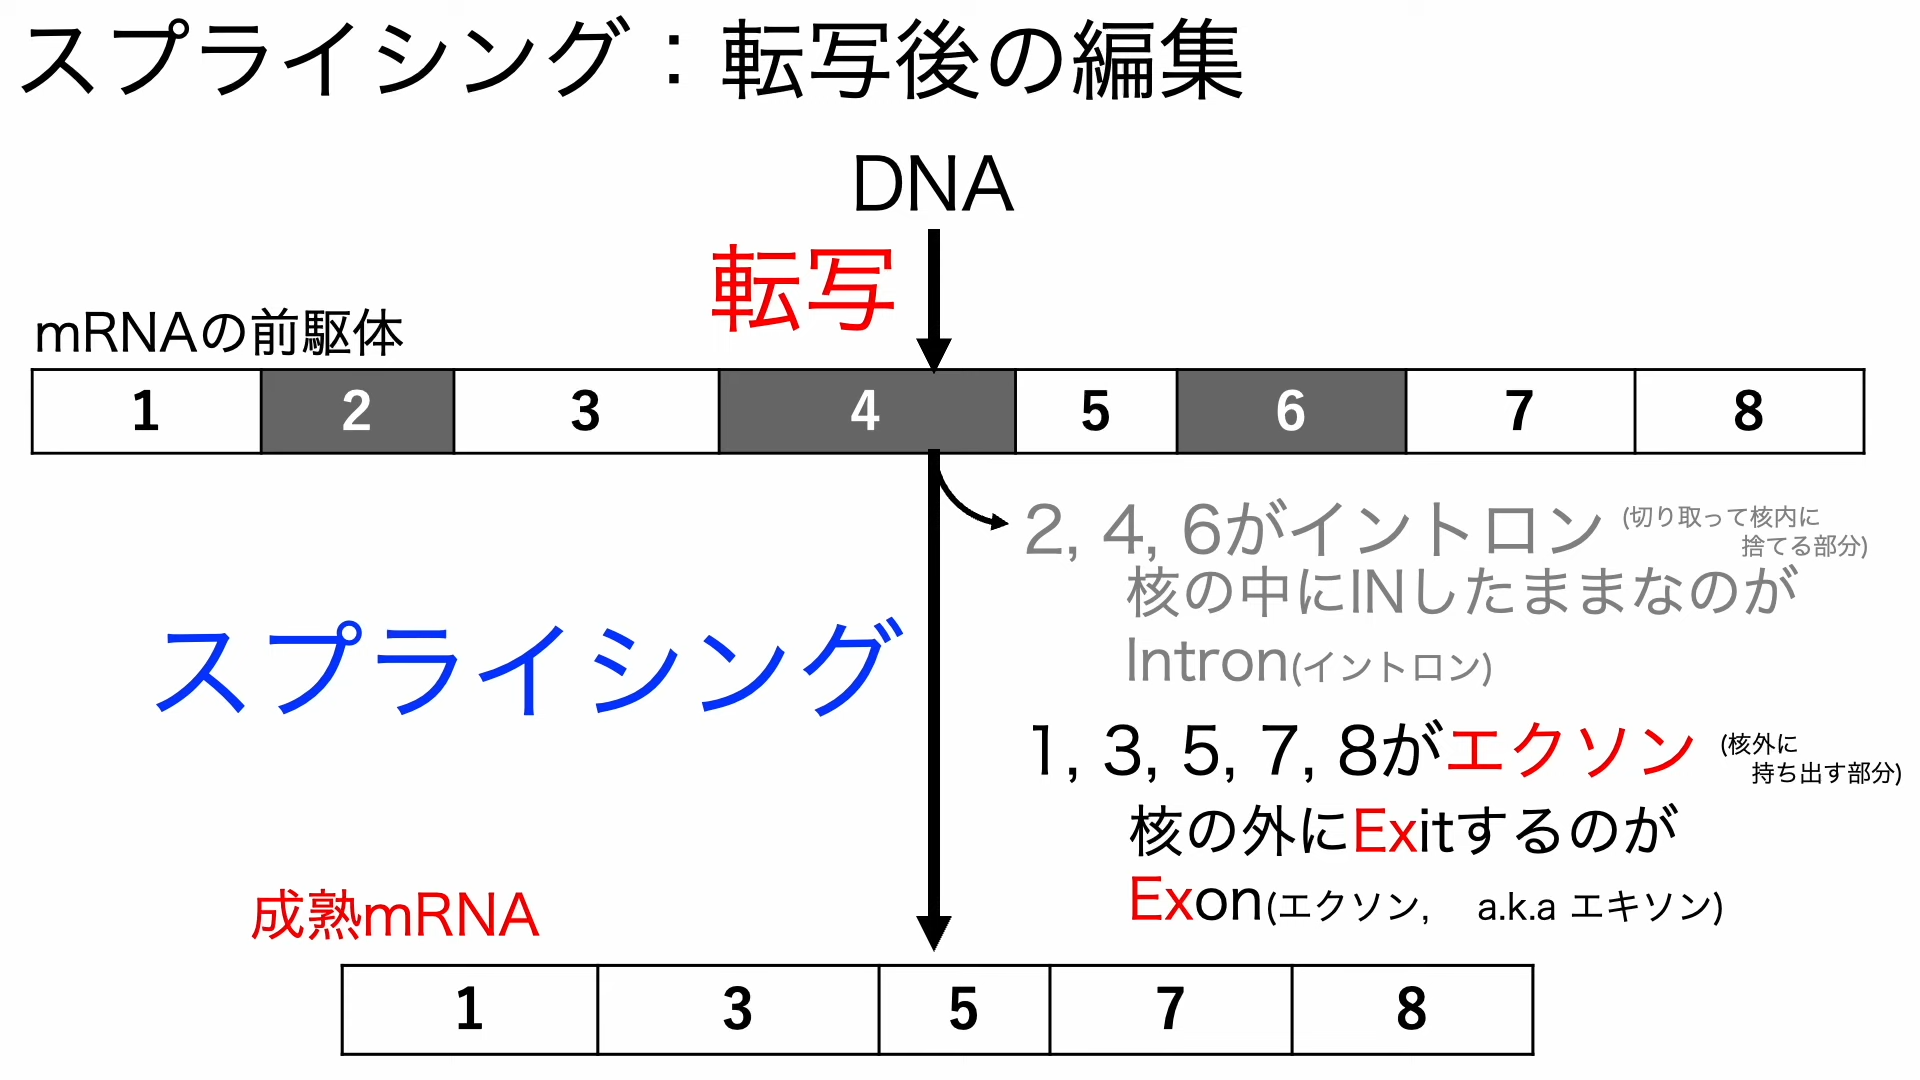 スプライシング：転写後の編集
DNA
転写
mRNAの前駆体
1 2 3 4 5 6 7 8
2, 4, 6がイントロン (切り取って核内に
捨てる部分)
核の中にINしたままなのが
Intron(イントロン)
スプライシング
1, 3, 5, 7, 8がエクソン (核外に
持ち出す部分)
核の外にExitするのが
Exon(エクソン, a.k.a エキソン)
成熟mRNA
1 3 5 7 8